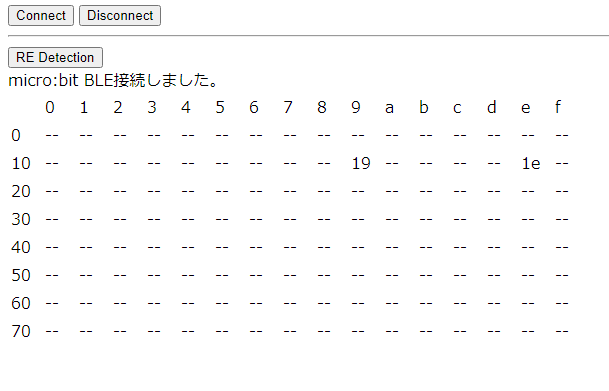 Connect Disconnect
RE Detection
micro:bit BLE接続しました。
0 1 2 3 4 5 6 7 8 9 a b c d e f
0 -- -- -- -- -- -- -- -- -- -- -- -- -- -- -- --
10 -- -- -- -- -- -- -- -- -- 19 -- -- -- -- 1e --
20 -- -- -- -- -- -- -- -- -- -- -- -- -- -- -- --
30 -- -- -- -- -- -- -- -- -- -- -- -- -- -- -- --
40 -- -- -- -- -- -- -- -- -- -- -- -- -- -- -- --
50 -- -- -- -- -- -- -- -- -- -- -- -- -- -- -- --
60 -- -- -- -- -- -- -- -- -- -- -- -- -- -- -- --
70 -- -- -- -- -- -- -- -- -- -- -- -- -- -- -- --